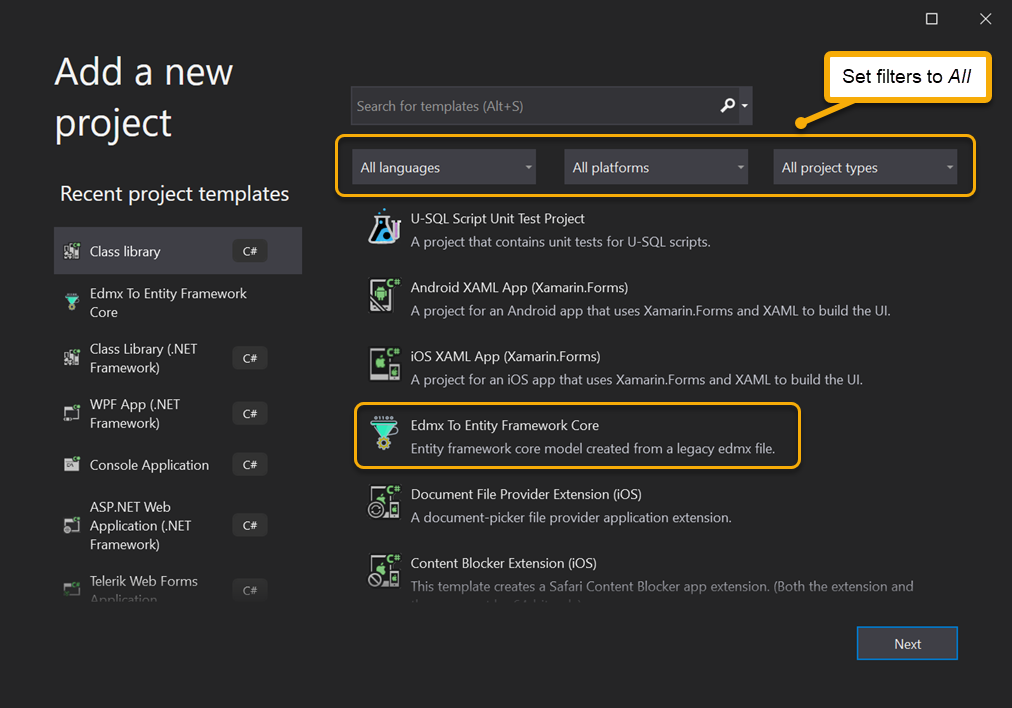 Add a new
project
Set filters to All
Search for templates (Alt+S)
All languages
All platforms
All project types
Recent project templates
Class library
C#
Edmx To Entity Framework
Core
Class Library (.NET
Framework)
C#
WPF App (.NET
Framework)
C#
Console Application
C#
ASP.NET Web
Application (.NET
Framework)
C#
Telerik Web Forms
Application
C#
U-SQL Script Unit Test Project
A project that contains unit tests for U-SQL scripts.
Android XAML App (Xamarin.Forms)
A project for an Android app that uses Xamarin.Forms and XAML to build the UI.
iOS XAML App (Xamarin.Forms)
A project for an iOS app that uses Xamarin.Forms and XAML to build the UI.
Edmx To Entity Framework Core
Entity framework core model created from a legacy edmx file.
Document File Provider Extension (iOS)
A document-picker file provider application extension.
Content Blocker Extension (iOS)
This template creates a Safari Content Blocker app extension. (Both the extension and
Next